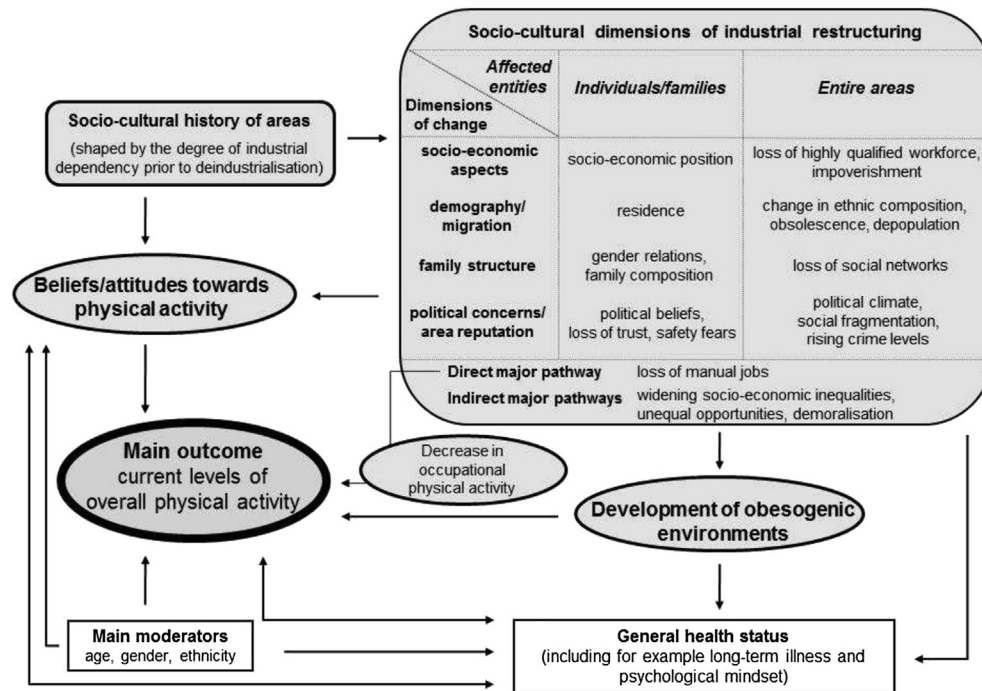 Socio-cultural dimensions of industrial restructuring
Affected
entities
Individuals/families
Entire areas
Dimensions
of change
Socio-cultural history of areas
(shaped by the degree of industrial
dependency prior to deindustrialisation)
socio-economic
aspects
socio-economic position
loss of highly qualified workforce,
impoverishment
demography/
migration
residence
change in ethnic composition,
obsolescence, depopulation
family structure
gender relations,
family composition
loss of social networks
Beliefs/attitudes towards
physical activity
political concerns/
area reputation
political beliefs,
loss of trust, safety fears
political climate,
social fragmentation,
rising crime levels
Direct major pathway
loss of manual jobs
Indirect major pathways
widening socio-economic inequalities,
unequal opportunities, demoralisation
Main outcome
current levels of
overall physical activity
Decrease in
occupational
physical activity
Development of obesogenic
environments
Main moderators
age, gender, ethnicity
General health status
(including for example long-term illness and
psychological mindset)